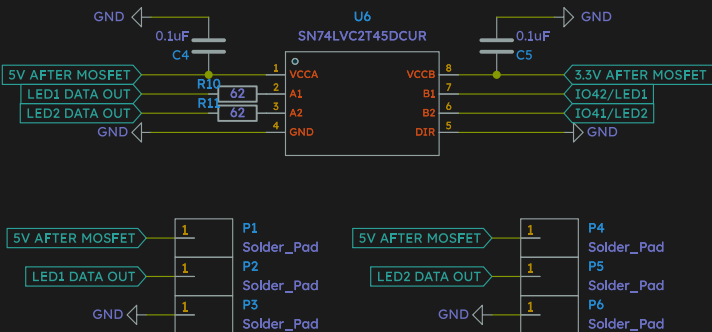 GND
U6
GND
0.1uF
SN74LVC2T45DCUR
0.1uF
C4
C5
5V AFTER MOSFET
1
VCCA
VCCB
8
3.3V AFTER MOSFET
R10
LED1 DATA OUT
62
2
A1
B1
7
IO42/LED1
R11
LED2 DATA OUT
62
3
A2
B2
6
IO41/LED2
GND
4
GND
DIR
5
GND
5V AFTER MOSFET
1
P1
Solder_Pad
5V AFTER MOSFET
1
P4
Solder_Pad
LED1 DATA OUT
1
P2
Solder_Pad
LED2 DATA OUT
1
P5
Solder_Pad
GND
1
P3
Solder_Pad
GND
1
P6
Solder_Pad